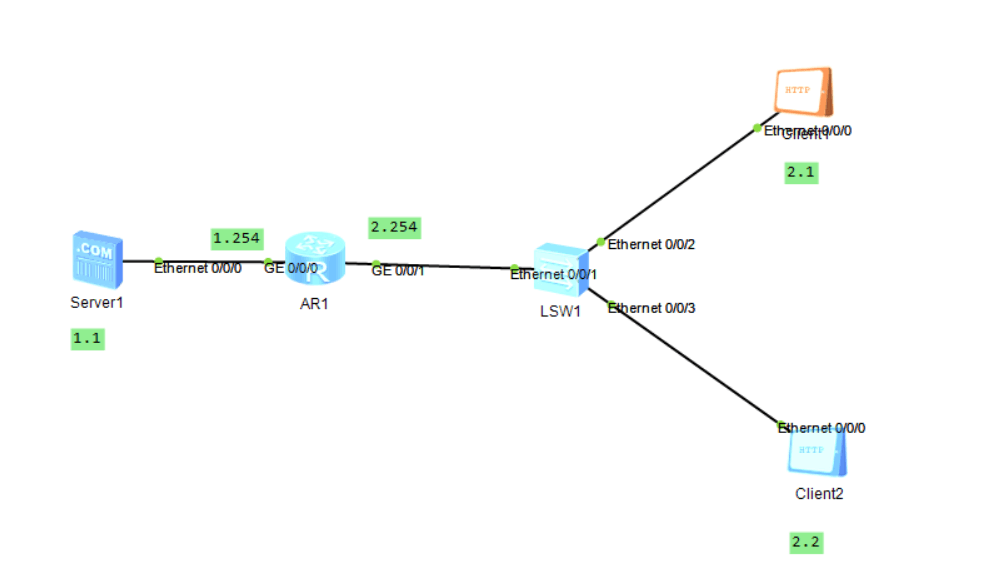 HTTP
Ethernet 0/0/0
Client1
2.1
2.254
1.254
Ethernet 0/0/2
.COM
Ethernet 0/0/0
GE 0/0/0
R
GE 0/0/1
Ethernet 0/0/1
Server1
AR1
LSW1
Ethernet 0/0/3
1.1
Ethernet 0/0/0
HTTP
Client2
2.2